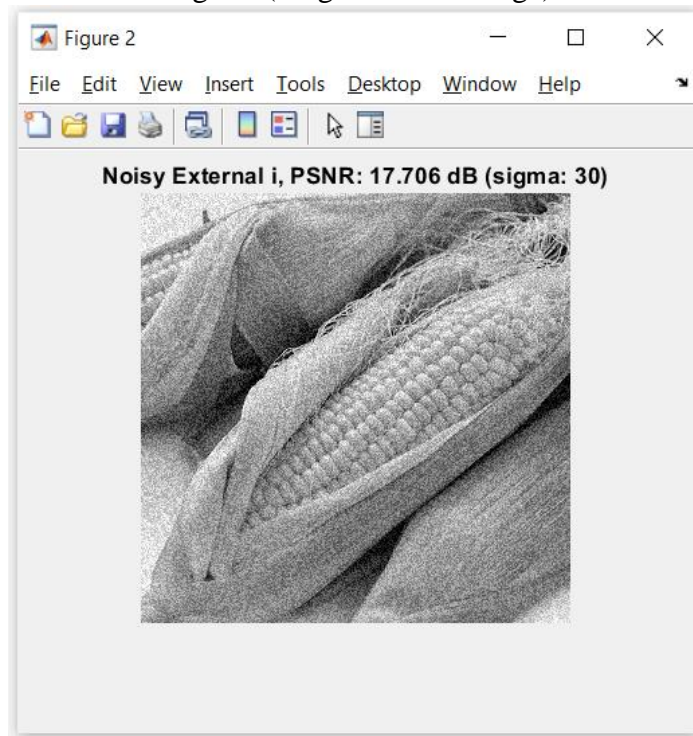 Figure 2
File Edit View Insert Tools Desktop Window Help
Noisy External i, PSNR: 17.706 dB (sigma: 30)